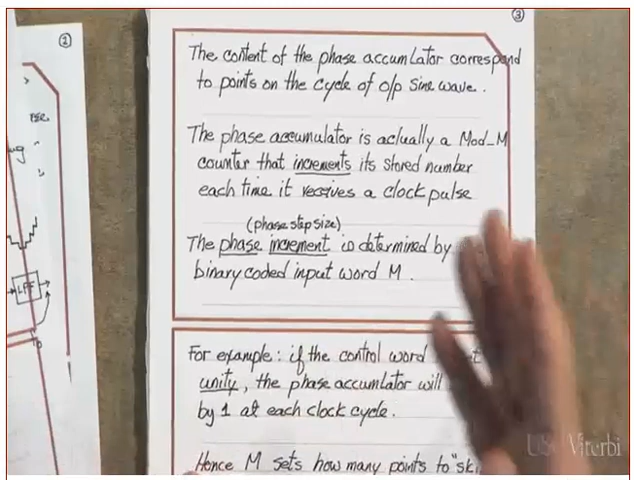 2
LPF
3
The content of the phase accumLator correspond
to points on the cycle of o/p sine wave.
The phase accumulator is actually a Mod_M
counter that increments its stored number
each time it receives a clock pulse
(phase step size)
The phase increment is determined by
binary coded input word M.
For example: if the control word
unity, the phase accumLator will
by 1 at each clock cycle.
Hence M sets how many points to "ski
USC Viterbi